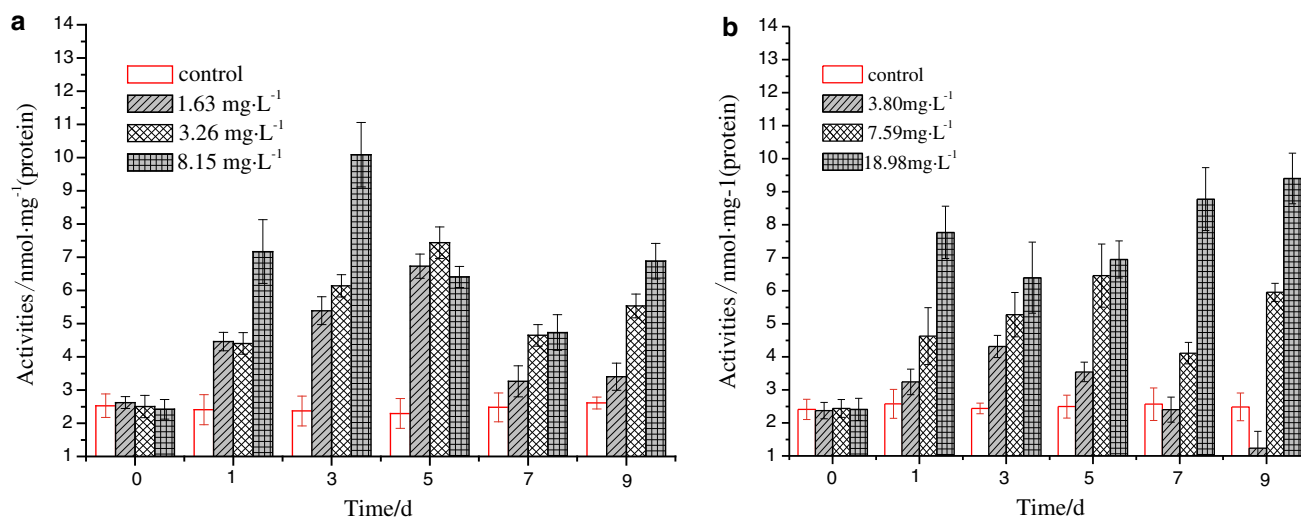 a
14
13
12
11
10
9
8
7
6
5
4
3
2
1
Activities/nmol·mg⁻¹(protein)
control
1.63 mg·L⁻¹
3.26 mg·L⁻¹
8.15 mg·L⁻¹
0 1 3 5 7 9
Time/d
b
14
13
12
11
10
9
8
7
6
5
4
3
2
1
Activities/nmol·mg-1(protein)
control
3.80mg·L⁻¹
7.59mg·L⁻¹
18.98mg·L⁻¹
0 1 3 5 7 9
Time/d